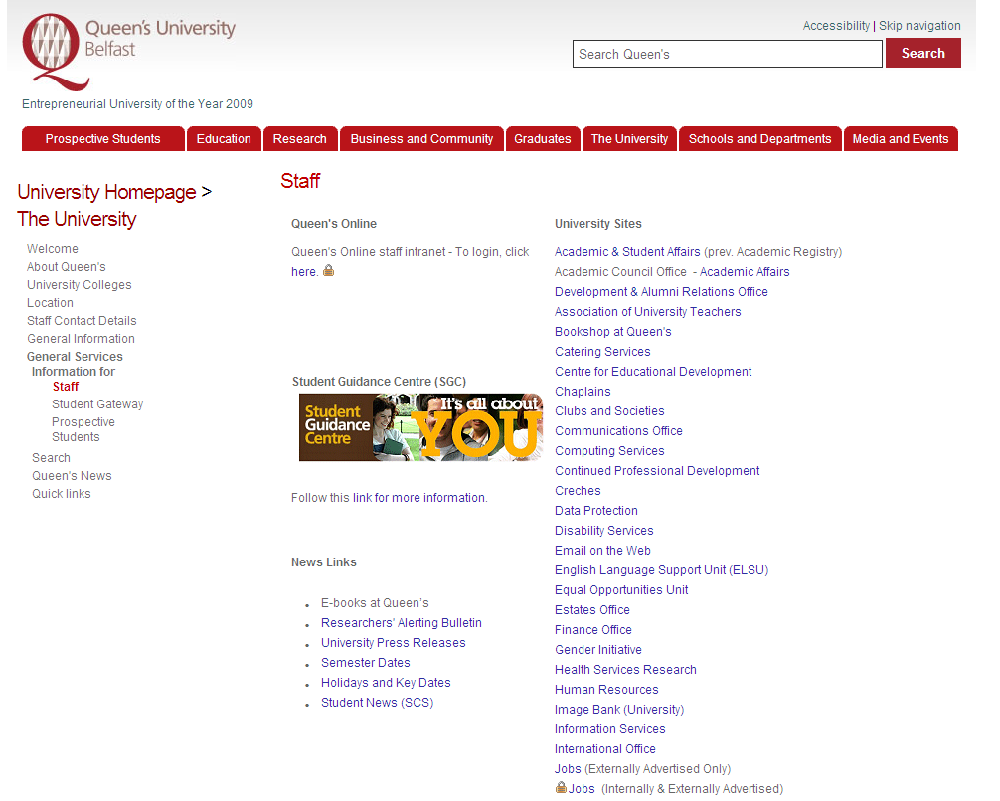 Queen's University
Belfast
Accessibility | Skip navigation
Search Queen's
Search
Entrepreneurial University of the Year 2009
Prospective Students
Education
Research
Business and Community
Graduates
The University
Schools and Departments
Media and Events
University Homepage >
The University
Welcome
About Queen's
University Colleges
Location
Staff Contact Details
General Information
General Services
Information for
Staff
Student Gateway
Prospective
Students
Search
Queen's News
Quick links
Staff
Queen's Online
Queen's Online staff intranet - To login, click
here.
Student Guidance Centre (SGC)
Student
Guidance
Centre
It's all about
YOU
Follow this link for more information.
News Links
E-books at Queen's
Researchers' Alerting Bulletin
University Press Releases
Semester Dates
Holidays and Key Dates
Student News (SCS)
University Sites
Academic & Student Affairs (prev. Academic Registry)
Academic Council Office - Academic Affairs
Development & Alumni Relations Office
Association of University Teachers
Bookshop at Queen's
Catering Services
Centre for Educational Development
Chaplains
Clubs and Societies
Communications Office
Computing Services
Continued Professional Development
Creches
Data Protection
Disability Services
Email on the Web
English Language Support Unit (ELSU)
Equal Opportunities Unit
Estates Office
Finance Office
Gender Initiative
Health Services Research
Human Resources
Image Bank (University)
Information Services
International Office
Jobs (Externally Advertised Only)
Jobs (Internally & Externally Advertised)